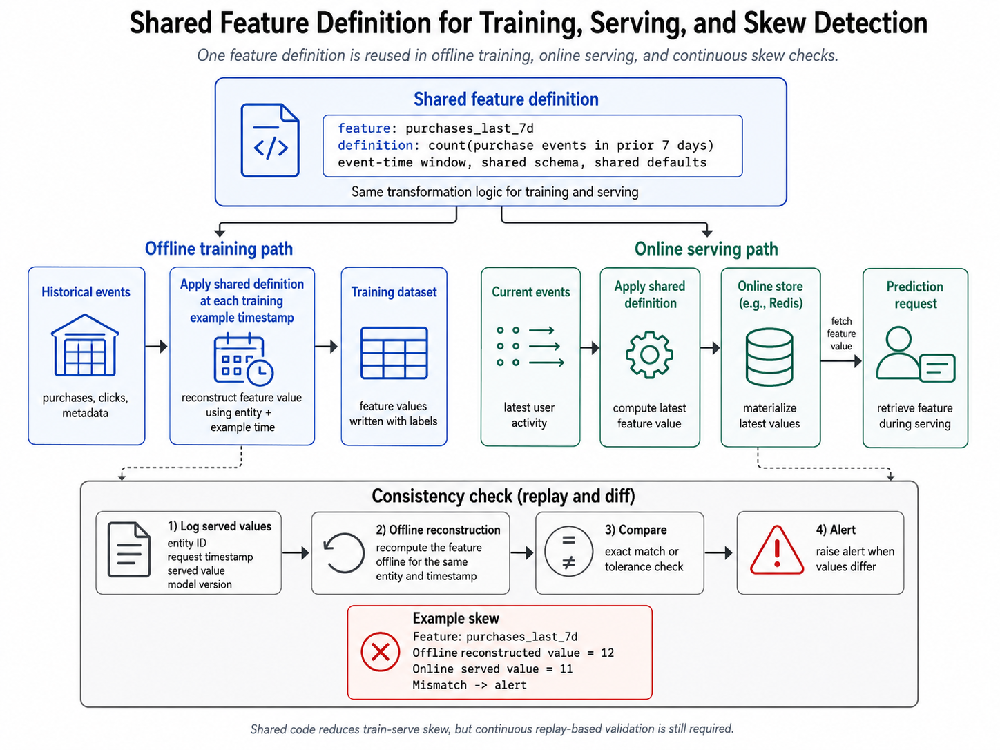 Shared Feature Definition for Training, Serving, and Skew Detection
One feature definition is reused in offline training, online serving, and continuous skew checks.
Shared feature definition
feature: purchases_last_7d
definition: count(purchase events in prior 7 days)
event-time window, shared schema, shared defaults
Same transformation logic for training and serving
Offline training path
Historical events
purchases, clicks,
metadata
Apply shared definition
at each training
example timestamp
reconstruct feature value
using entity +
example time
Training dataset
feature values
written with labels
Online serving path
Current events
latest user
activity
Apply shared
definition
compute latest
feature value
Online store
(e.g., Redis)
materialize
latest values
fetch
feature
value
Prediction
request
retrieve feature
during serving
Consistency check (replay and diff)
1) Log served values
entity ID
request timestamp
served value
model version
2) Offline reconstruction
recompute the feature
offline for the same
entity and timestamp
=
≠
3) Compare
exact match or
tolerance check
4) Alert
raise alert when
values differ
Example skew
Feature: purchases_last_7d
Offline reconstructed value = 12
Online served value = 11
Mismatch -> alert
Shared code reduces train-serve skew, but continuous replay-based validation is still required.